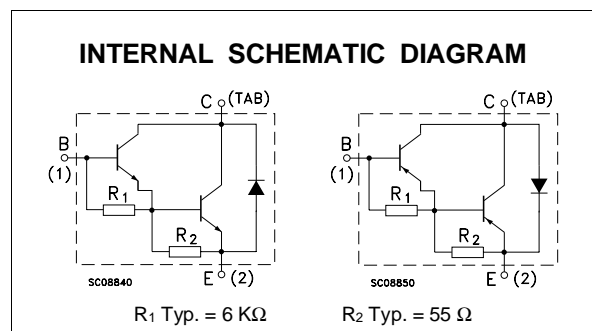 INTERNAL SCHEMATIC DIAGRAM
C (TAB)
B
(1)
R1
R2
E (2)
SC08840
C (TAB)
B
(1)
R1
R2
E (2)
SC08850
R1 Typ. = 6 KΩ R2 Typ. = 55 Ω